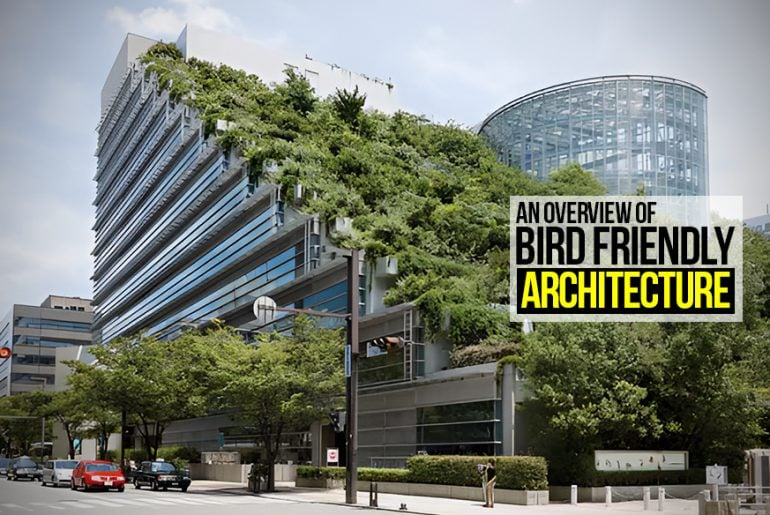 AN OVERVIEW OF
BIRD FRIENDLY
ARCHITECTURE